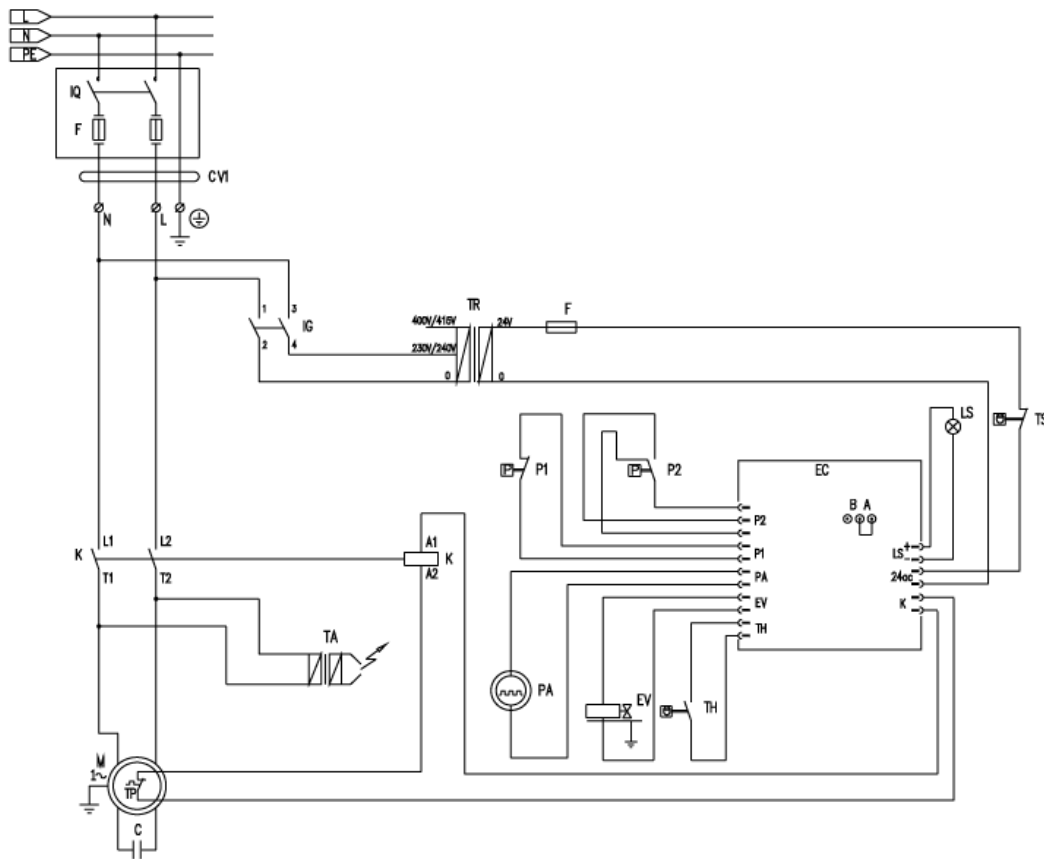 L
N
PE
IQ
F
CV1
N
L
1
3
IG
2
4
TR
400V/415V
24V
F
230V/240V
0
0
LS
TS
P
P1
P
P2
EC
B A
P2
L1
L2
A1
K
K
P1
LS
+
-
T1
T2
A2
PA
24ac
EV
K
TH
TA
PA
EV
TH
M
1~
TP
C